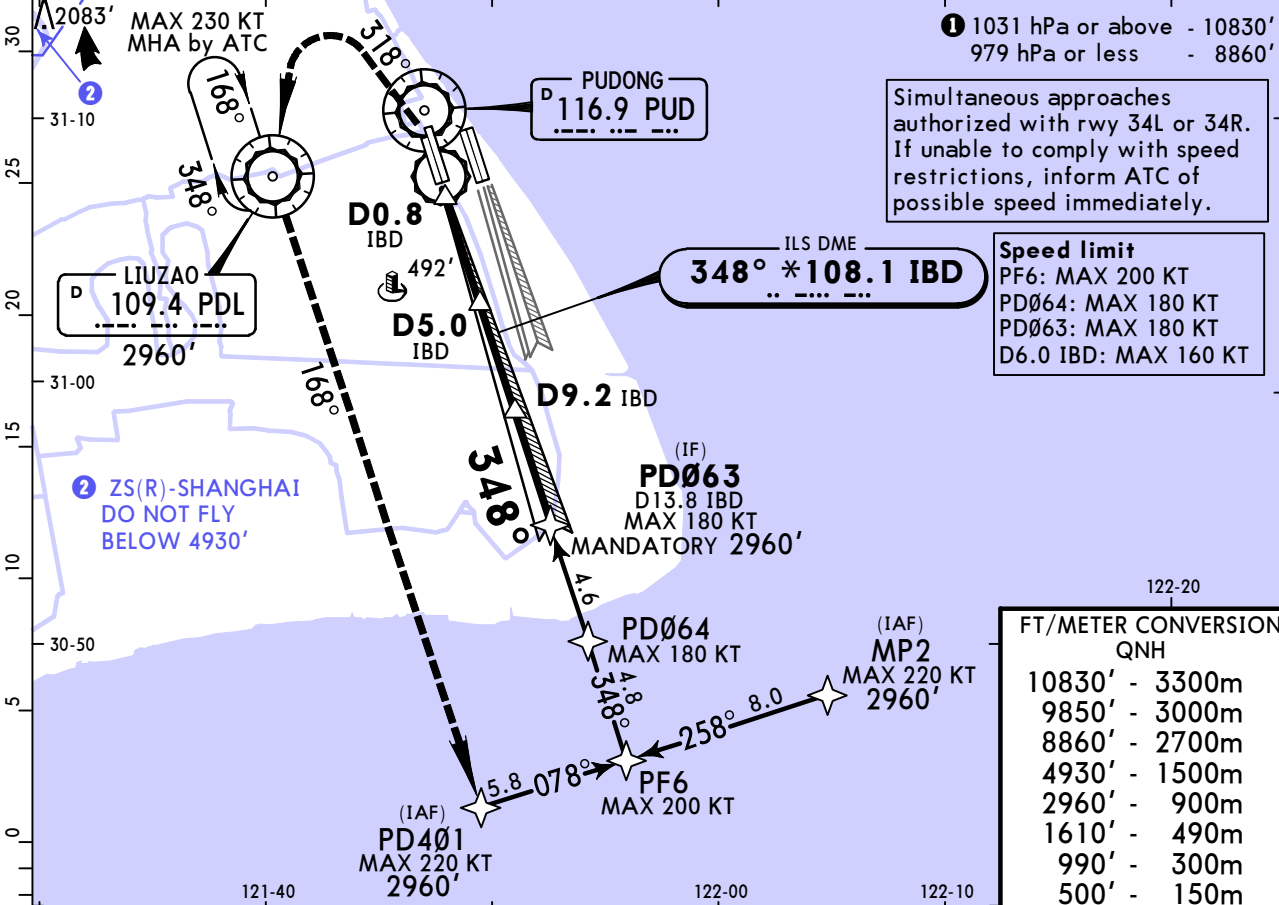 2083'
MAX 230 KT
MHA by ATC
2
30
31-10
25
20
31-00
15
10
30-50
5
0
168°
348°
318°
PUDONG
D 116.9 PUD
1 1031 hPa or above - 10830'
979 hPa or less - 8860'
Simultaneous approaches
authorized with rwy 34L or 34R.
If unable to comply with speed
restrictions, inform ATC of
possible speed immediately.
Speed limit
PF6: MAX 200 KT
PDØ64: MAX 180 KT
PDØ63: MAX 180 KT
D6.0 IBD: MAX 160 KT
LIUZAO
D 109.4 PDL
2960'
D0.8
IBD
492'
D5.0
IBD
ILS DME
348° *108.1 IBD
168°
D9.2 IBD
348°
(IF)
PDØ63
D13.8 IBD
MAX 180 KT
MANDATORY 2960'
2 ZS(R)-SHANGHAI
DO NOT FLY
BELOW 4930'
4.6
PDØ64
MAX 180 KT
4.8
348°
(IAF)
MP2
MAX 220 KT
2960'
258° 8.0
PF6
MAX 200 KT
5.8 078°
(IAF)
PD4Ø1
MAX 220 KT
2960'
121-40
122-00
122-10
122-20
FT/METER CONVERSION
QNH
10830' - 3300m
9850' - 3000m
8860' - 2700m
4930' - 1500m
2960' - 900m
1610' - 490m
990' - 300m
500' - 150m